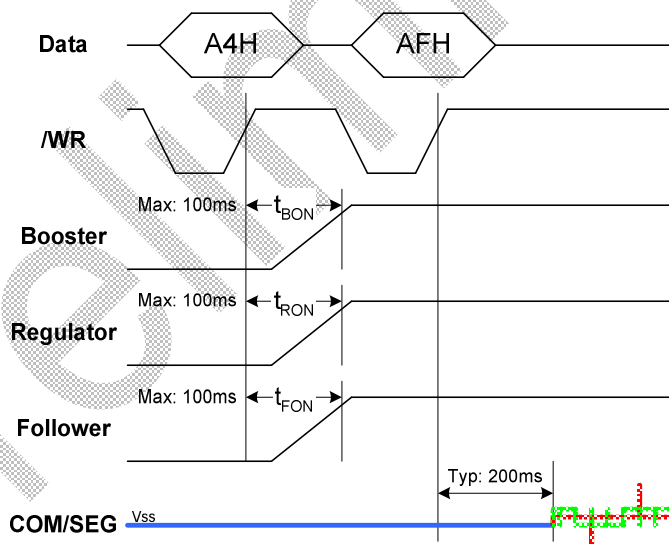 Data
A4H
AFH
/WR
Max: 100ms
tBON
Booster
Max: 100ms
tRON
Regulator
Max: 100ms
tFON
Follower
Typ: 200ms
COM/SEG
Vss